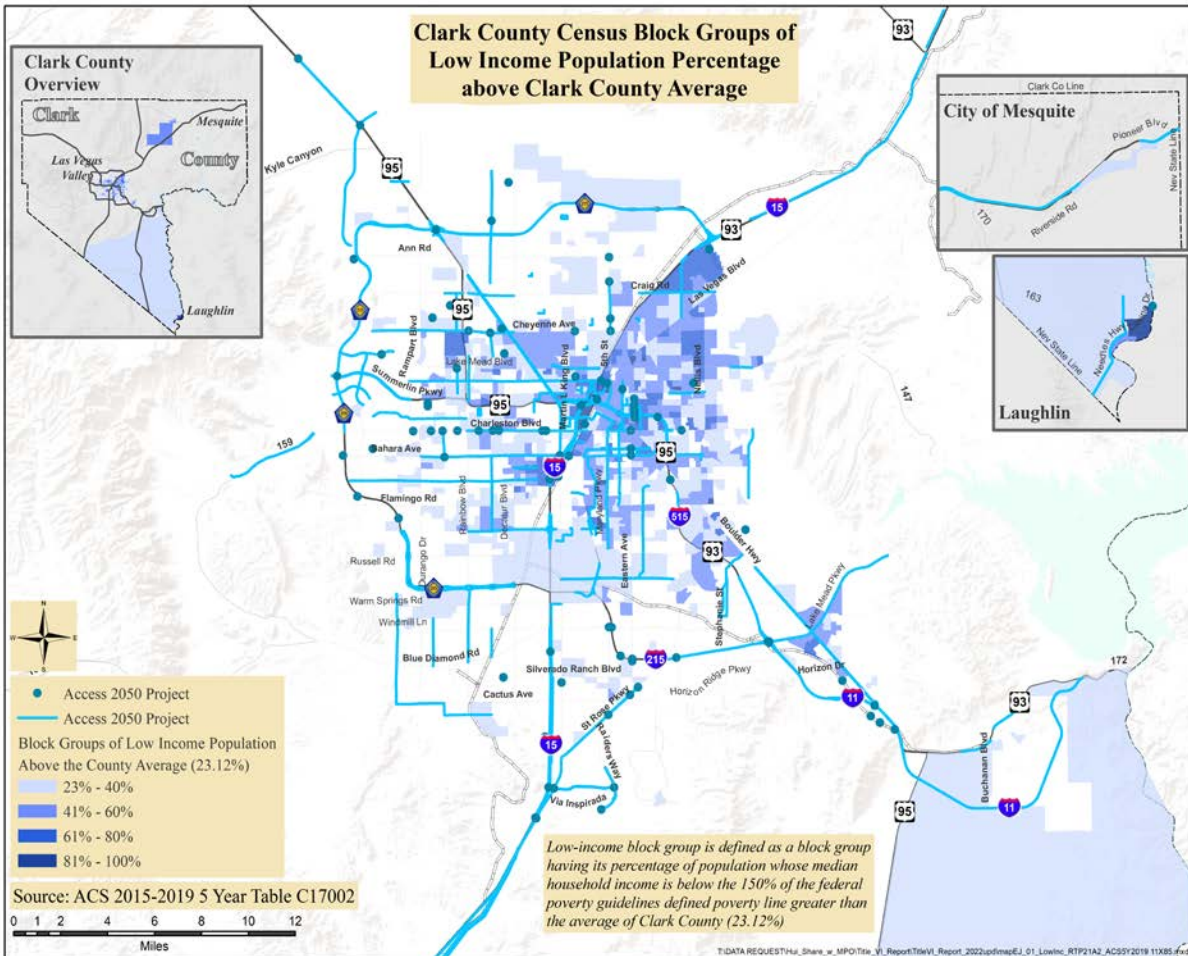 Clark County Census Block Groups of
Low Income Population Percentage
above Clark County Average
Clark County
Overview
Clark
Mesquite
Las Vegas
Valley
County
Laughlin
Clark Co Line
City of Mesquite
Pioneer Blvd
Nev State Line
170
Riverside Rd
163
Needles Hwy
Nev State Line
Laughlin
93
Kyle Canyon
95
15
93
Ann Rd
Craig Rd
Las Vegas Blvd
95
Cheyenne Ave
Rampart Blvd
Lake Mead Blvd
5th St
Nellis Blvd
Martin L King Blvd
Summerlin Pkwy
95
147
Charleston Blvd
159
Sahara Ave
95
15
Flamingo Rd
Rainbow Blvd
Decatur Blvd
Maryland Pkwy
515
Boulder Hwy
93
Russell Rd
Durango Dr
Eastern Ave
Warm Springs Rd
Stephanie St
Lake Mead Pkwy
Windmill Ln
Blue Diamond Rd
Silverado Ranch Blvd
215
Horizon Ridge Pkwy
Horizon Dr
172
Cactus Ave
St Rose Pkwy
11
93
15
Raiders Way
Buchanan Blvd
Via Inspirada
95
11
N
W
E
S
Access 2050 Project
Access 2050 Project
Block Groups of Low Income Population
Above the County Average (23.12%)
23% - 40%
41% - 60%
61% - 80%
81% - 100%
Source: ACS 2015-2019 5 Year Table C17002
0 1 2 4 6 8 10 12
Miles
Low-income block group is defined as a block group
having its percentage of population whose median
household income is below the 150% of the federal
poverty guidelines defined poverty line greater than
the average of Clark County (23.12%)